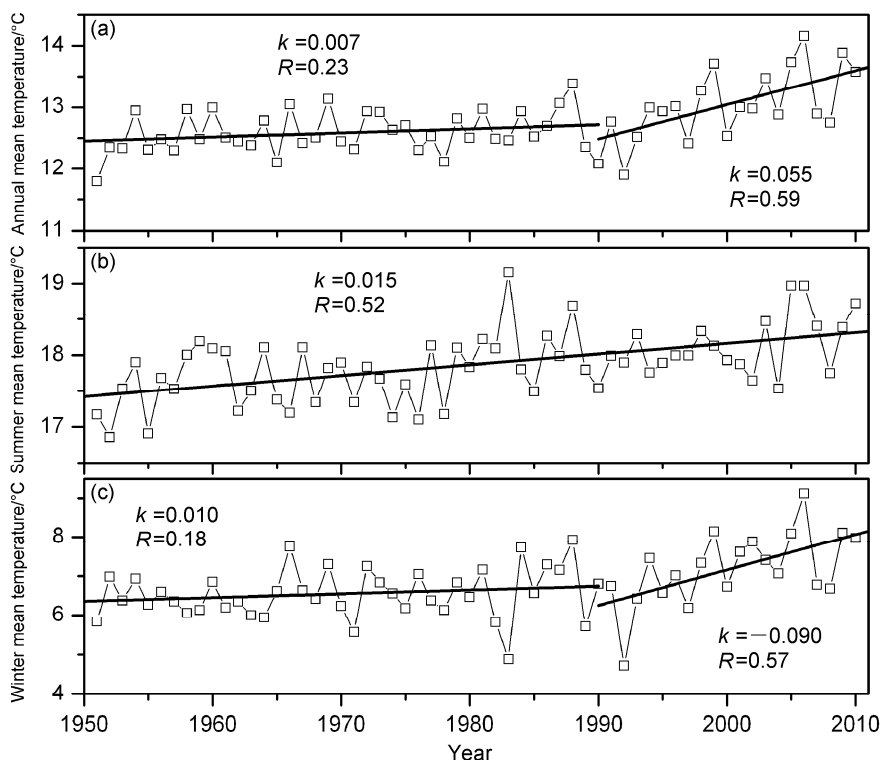 (a)
k=0.007
R=0.23
k=0.055
R=0.59
14
13
12
11
Annual mean temperature/°C
(b)
k=0.015
R=0.52
19
18
17
Summer mean temperature/°C
(c)
k=0.010
R=0.18
k=−0.090
R=0.57
8
6
4
Winter mean temperature/°C
1950 1960 1970 1980 1990 2000 2010
Year